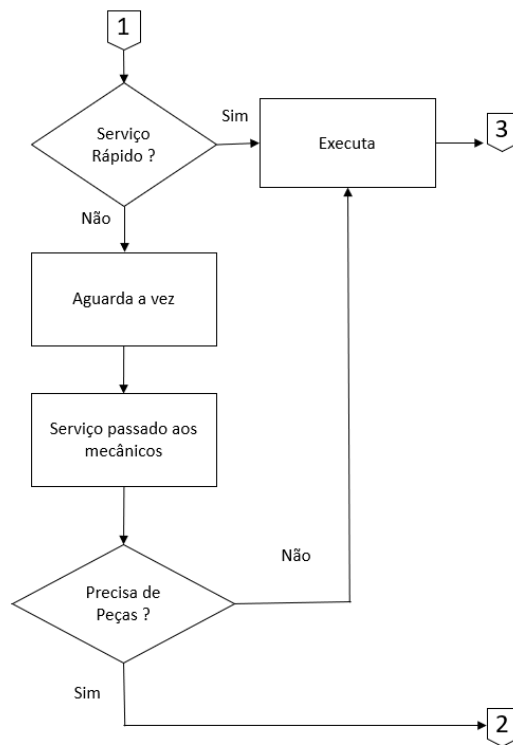 1
Serviço
Rápido ?
Sim
Executa
3
Não
Aguarda a vez
Serviço passado aos
mecânicos
Não
Precisa de
Peças ?
Sim
2